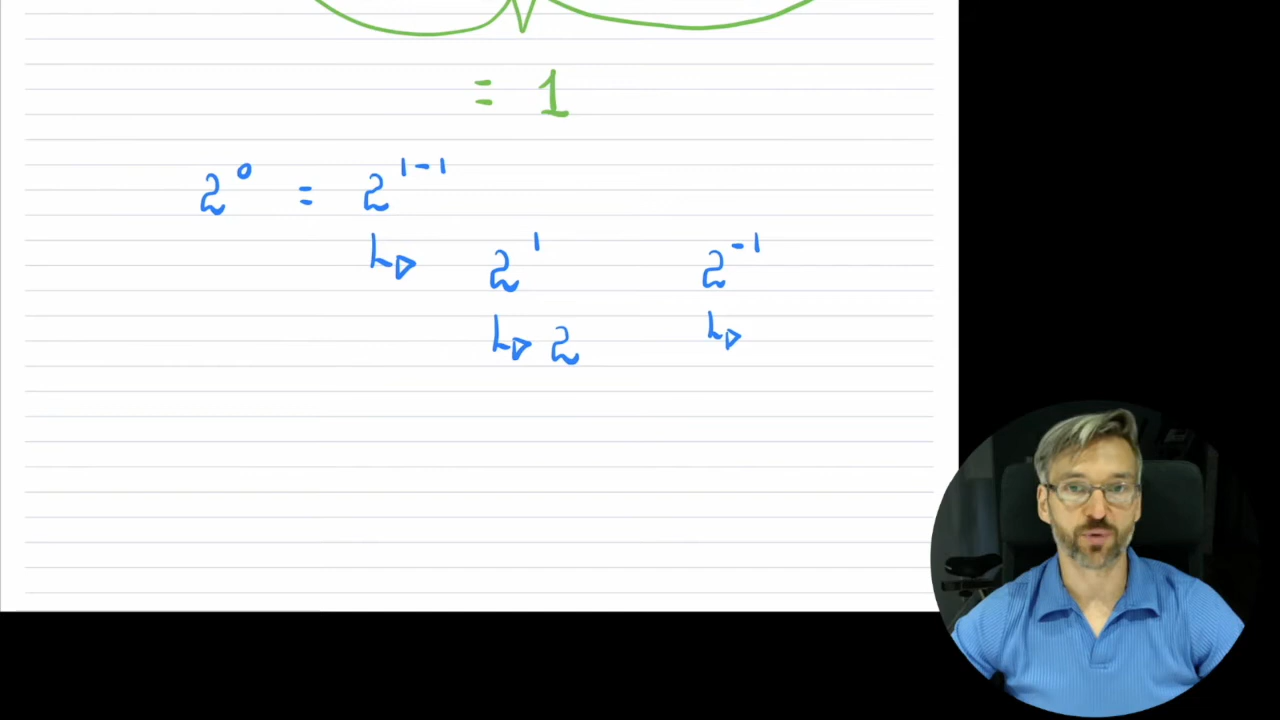 = 1
2⁰ = 2¹⁻¹
2¹ 2⁻¹
2